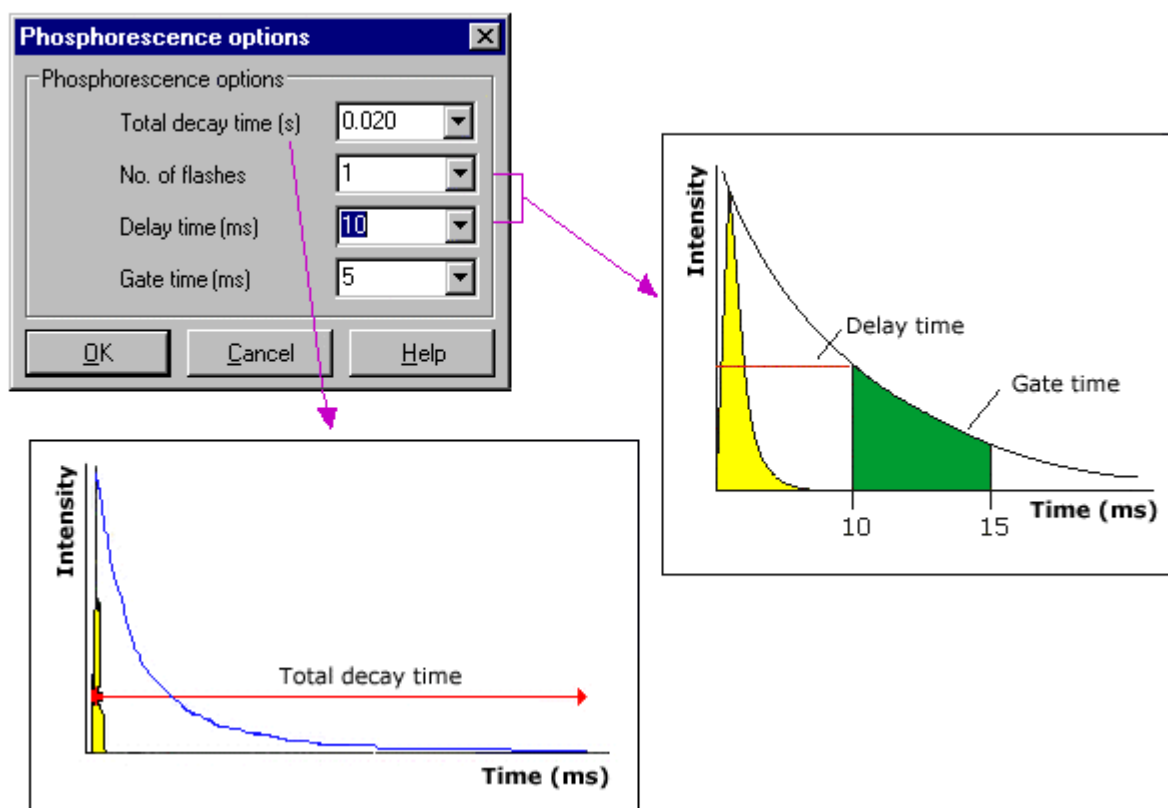 Phosphorescence options
Phosphorescence options
Total decay time (s) 0.020
No. of flashes 1
Delay time (ms) 10
Gate time (ms) 5
OK Cancel Help
Intensity
Delay time
Gate time
10 15 Time (ms)
Intensity
Total decay time
Time (ms)